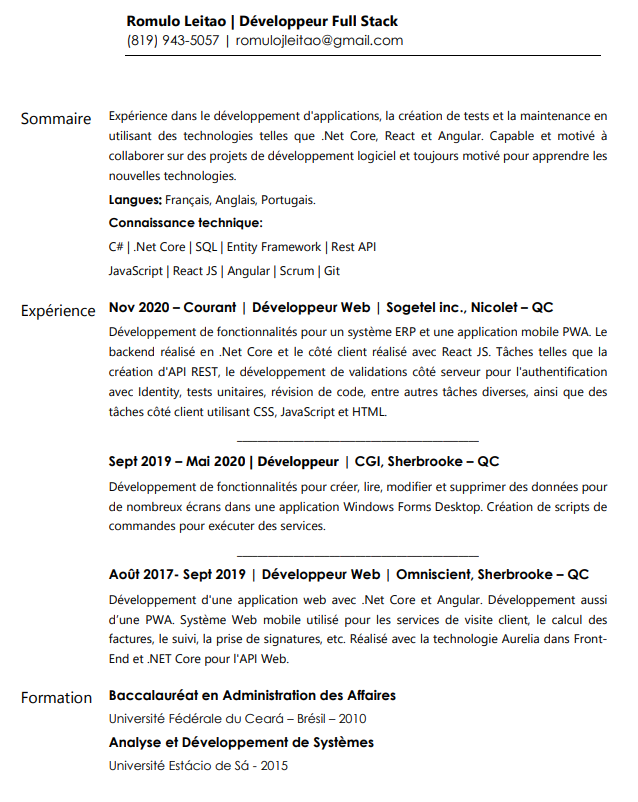 Romulo Leitao | Développeur Full Stack
(819) 943-5057 | romulojleitao@gmail.com
Sommaire
Expérience dans le développement d'applications, la création de tests et la maintenance en
utilisant des technologies telles que .Net Core, React et Angular. Capable et motivé à
collaborer sur des projets de développement logiciel et toujours motivé pour apprendre les
nouvelles technologies.
Langues: Français, Anglais, Portugais.
Connaissance technique:
C# | .Net Core | SQL | Entity Framework | Rest API
JavaScript | React JS | Angular | Scrum | Git
Expérience
Nov 2020 – Courant | Développeur Web | Sogetel inc., Nicolet – QC
Développement de fonctionnalités pour un système ERP et une application mobile PWA. Le
backend réalisé en .Net Core et le côté client réalisé avec React JS. Tâches telles que la
création d'API REST, le développement de validations côté serveur pour l'authentification
avec Identity, tests unitaires, révision de code, entre autres tâches diverses, ainsi que des
tâches côté client utilisant CSS, JavaScript et HTML.
Sept 2019 – Mai 2020 | Développeur | CGI, Sherbrooke – QC
Développement de fonctionnalités pour créer, lire, modifier et supprimer des données pour
de nombreux écrans dans une application Windows Forms Desktop. Création de scripts de
commandes pour exécuter des services.
Août 2017- Sept 2019 | Développeur Web | Omniscient, Sherbrooke – QC
Développement d'une application web avec .Net Core et Angular. Développement aussi
d'une PWA. Système Web mobile utilisé pour les services de visite client, le calcul des
factures, le suivi, la prise de signatures, etc. Réalisé avec la technologie Aurelia dans Front-
End et .NET Core pour l'API Web.
Formation
Baccalauréat en Administration des Affaires
Université Fédérale du Ceará – Brésil – 2010
Analyse et Développement de Systèmes
Université Estácio de Sá - 2015